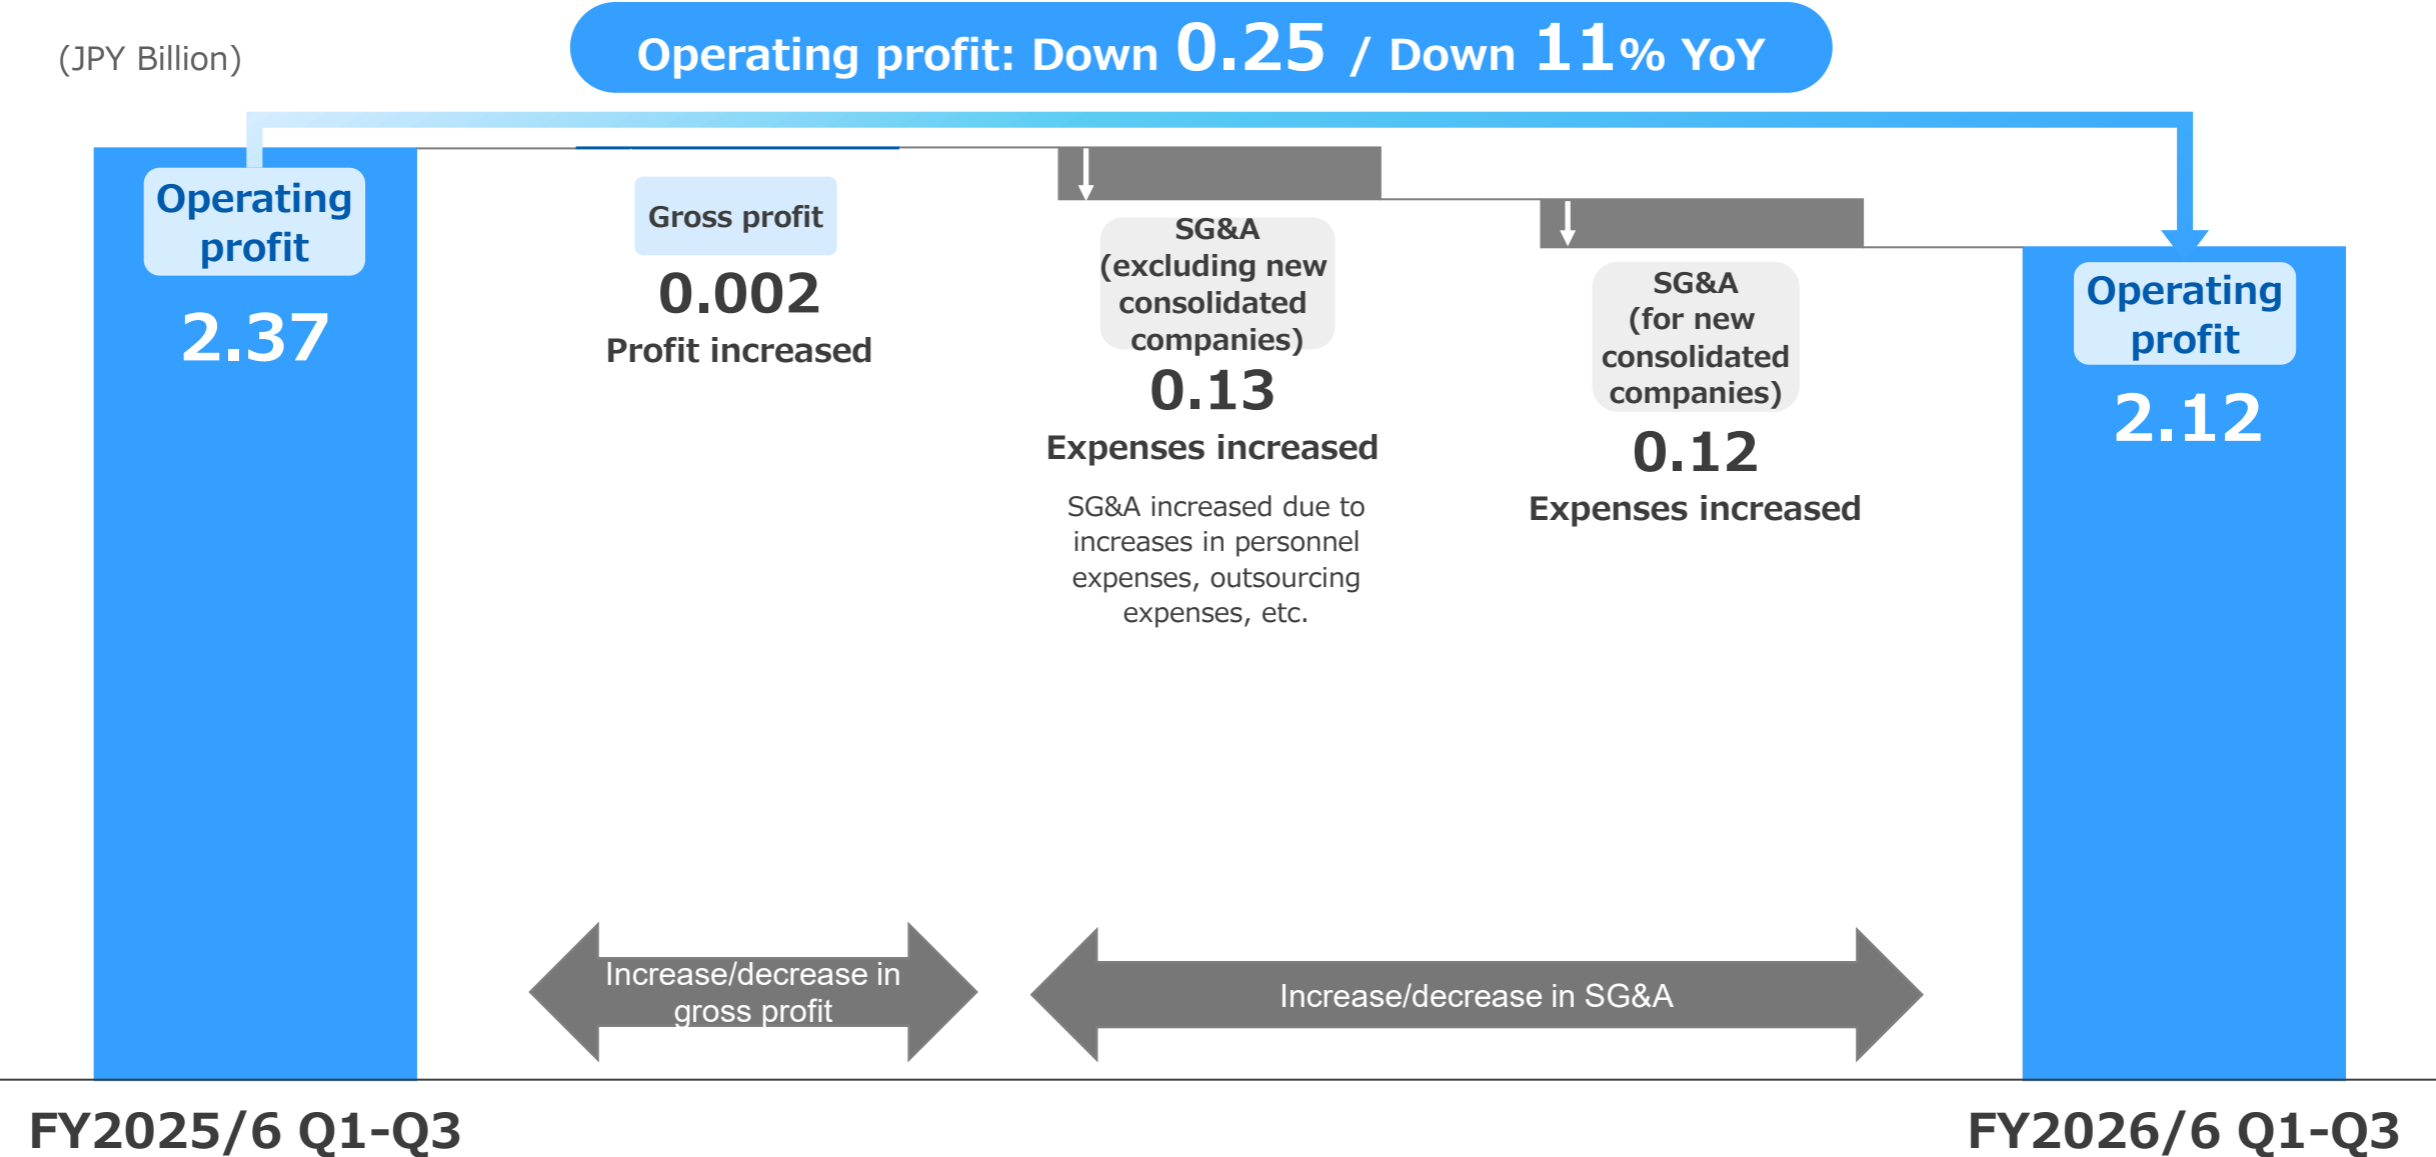 (JPY Billion)
Operating profit: Down 0.25 / Down 11% YoY
Operating
profit
2.37
Gross profit
0.002
Profit increased
SG&A
(excluding new
consolidated
companies)
0.13
Expenses increased
SG&A increased due to
increases in personnel
expenses, outsourcing
expenses, etc.
SG&A
(for new
consolidated
companies)
0.12
Expenses increased
Operating
profit
2.12
Increase/decrease in
gross profit
Increase/decrease in SG&A
FY2025/6 Q1-Q3
FY2026/6 Q1-Q3